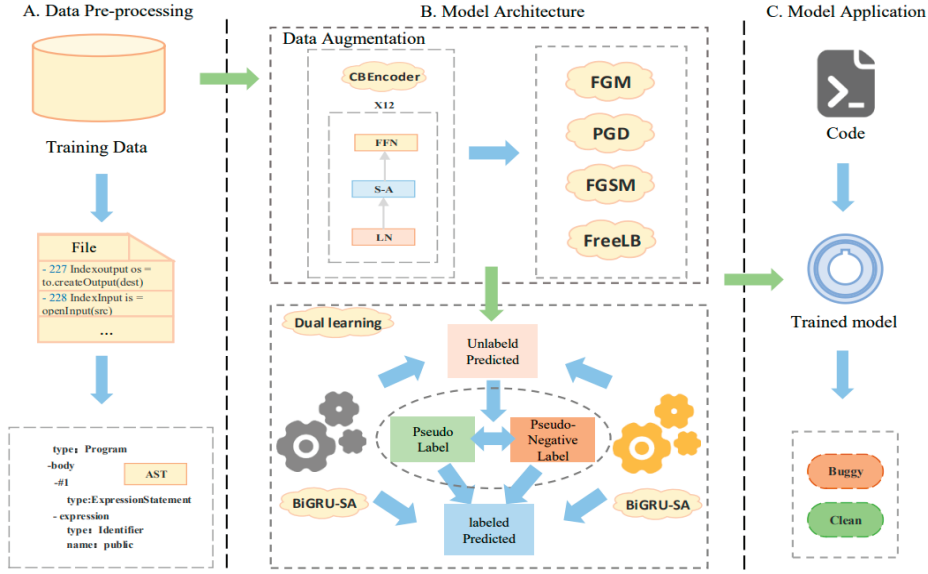 A. Data Pre-processing
Training Data
File
- 227 Indexoutput os =
to.createOutput(dest)
- 228 IndexInput is =
openInput(src)
...
type: Program
-body
-#1
AST
type:ExpressionStatement
- expression
type: Identifier
name: public
B. Model Architecture
Data Augmentation
CBEncoder
X12
FFN
S-A
LN
FGM
PGD
FGSM
FreeLB
Dual learning
Unlabeld
Predicted
Pseudo
Label
Pseudo-
Negative
Label
BiGRU-SA
BiGRU-SA
labeled
Predicted
C. Model Application
Code
Trained model
Buggy
Clean